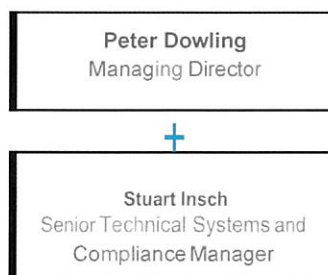 Peter Dowling
Managing Director
+
Stuart Insch
Senior Technical Systems and
Compliance Manager